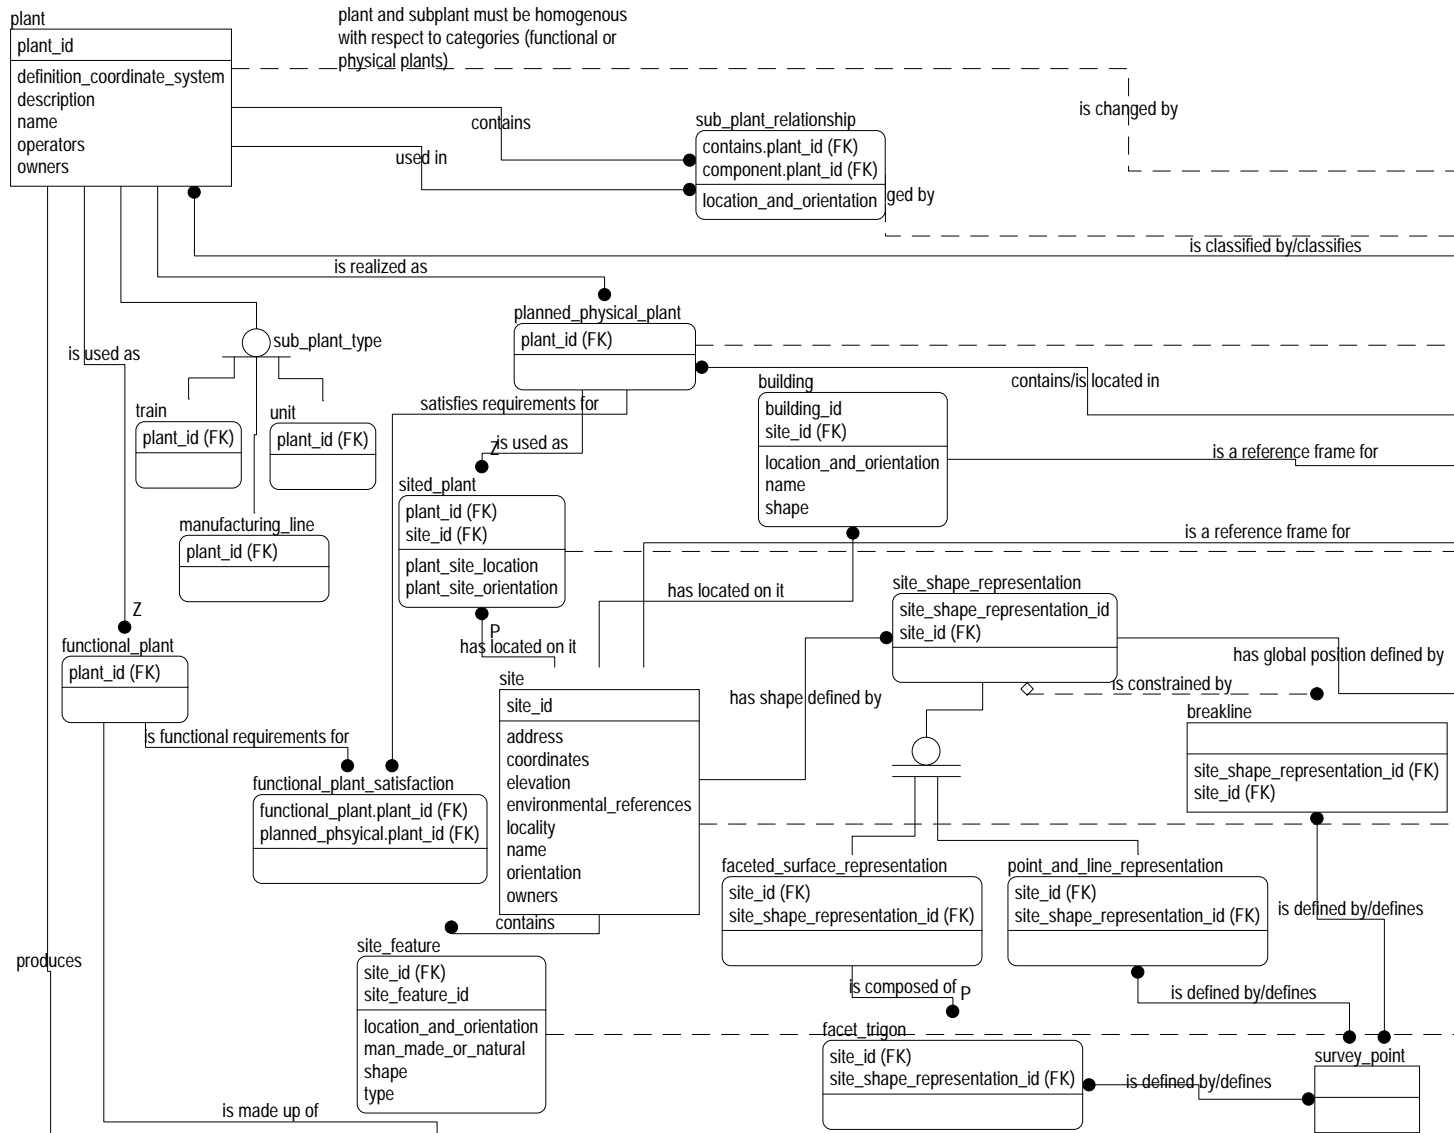 plant
plant_id
definition_coordinate_system
description
name
operators
owners
plant and subplant must be homogenous
with respect to categories (functional or
physical plants)
is changed by
contains
used in
sub_plant_relationship
contains.plant_id (FK)
component.plant_id (FK)
location_and_orientation
ged by
is classified by/classifies
is realized as
planned_physical_plant
plant_id (FK)
sub_plant_type
is used as
train
plant_id (FK)
unit
plant_id (FK)
manufacturing_line
plant_id (FK)
satisfies requirements for
is used as
Z
contains/is located in
building
building_id
site_id (FK)
location_and_orientation
name
shape
is a reference frame for
is a reference frame for
sited_plant
plant_id (FK)
site_id (FK)
plant_site_location
plant_site_orientation
P
has located on it
has located on it
Z
functional_plant
plant_id (FK)
is functional requirements for
functional_plant_satisfaction
functional_plant.plant_id (FK)
planned_phsyical.plant_id (FK)
site
site_id
address
coordinates
elevation
environmental_references
locality
name
orientation
owners
has shape defined by
site_shape_representation
site_shape_representation_id
site_id (FK)
has global position defined by
is constrained by
breakline
site_shape_representation_id (FK)
site_id (FK)
faceted_surface_representation
site_id (FK)
site_shape_representation_id (FK)
point_and_line_representation
site_id (FK)
site_shape_representation_id (FK)
is defined by/defines
contains
site_feature
site_id (FK)
site_feature_id
location_and_orientation
man_made_or_natural
shape
type
produces
is composed of
P
is defined by/defines
facet_trigon
site_id (FK)
site_shape_representation_id (FK)
is defined by/defines
survey_point
is made up of